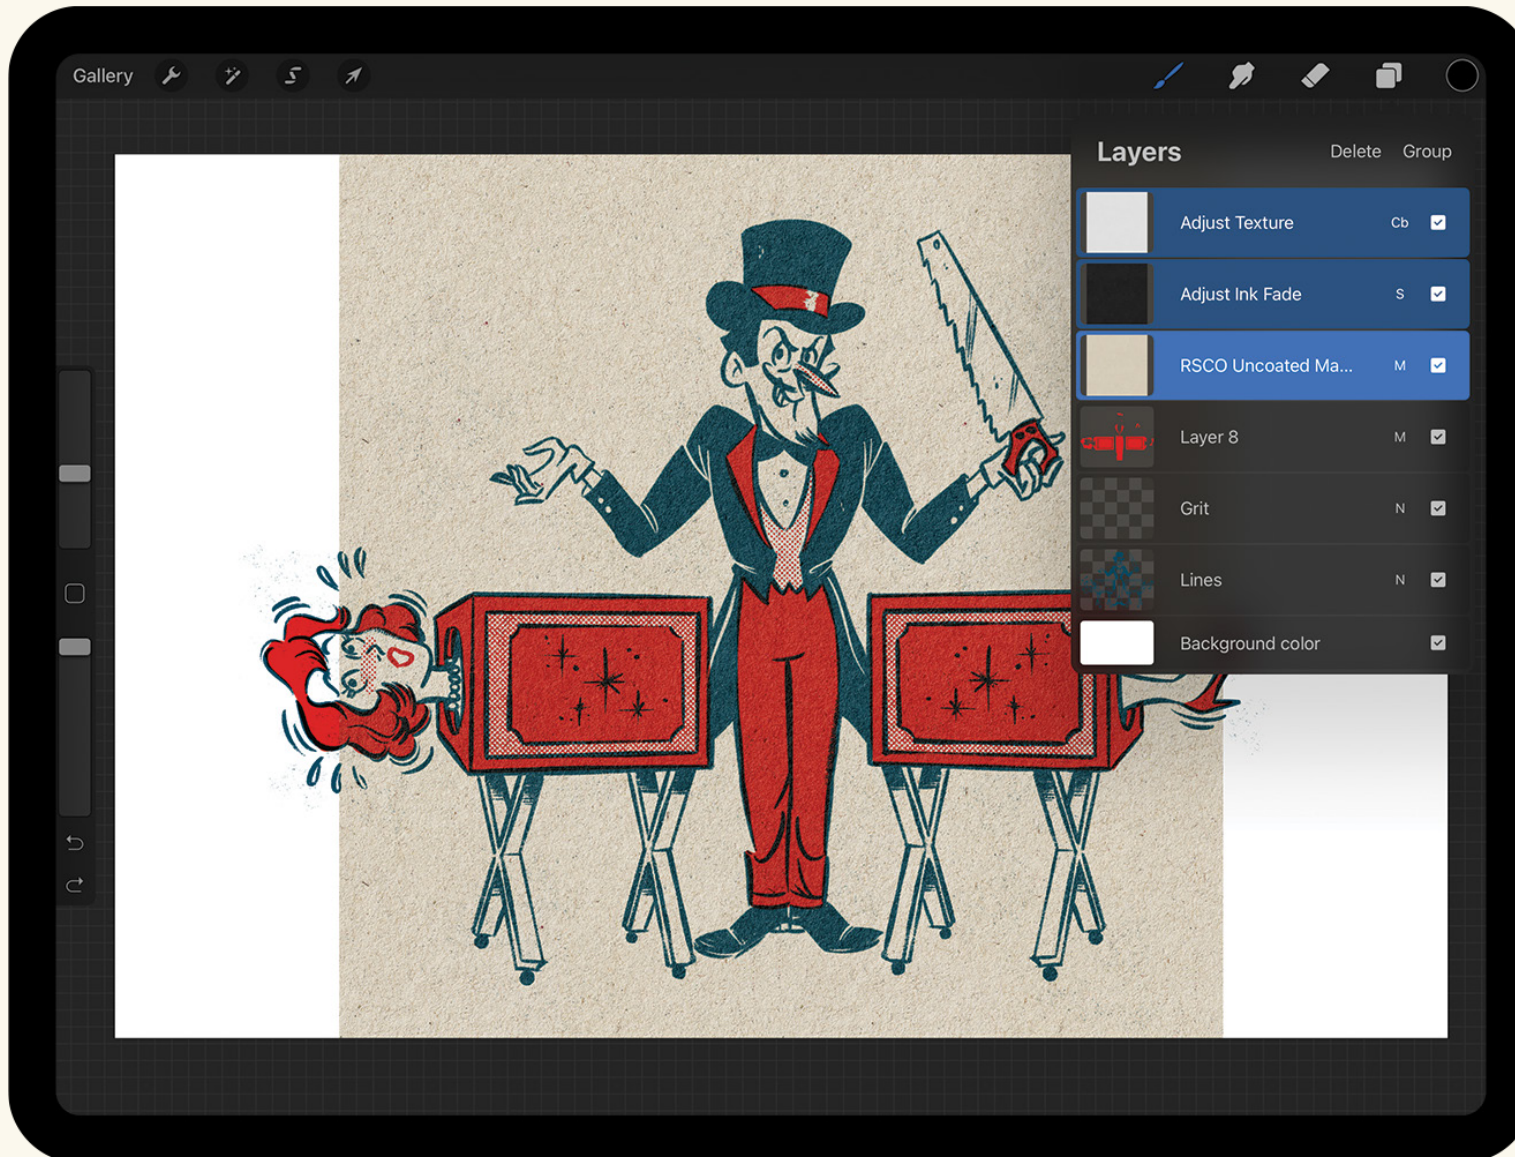 Gallery
Layers
Delete
Group
Adjust Texture
Cb
Adjust Ink Fade
S
RSCO Uncoated Ma...
M
Layer 8
M
Grit
N
Lines
N
Background color